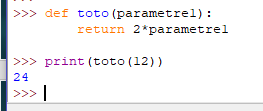 >>> def toto(parametre1):
        return 2*parametre1

>>> print(toto(12))
24
>>>